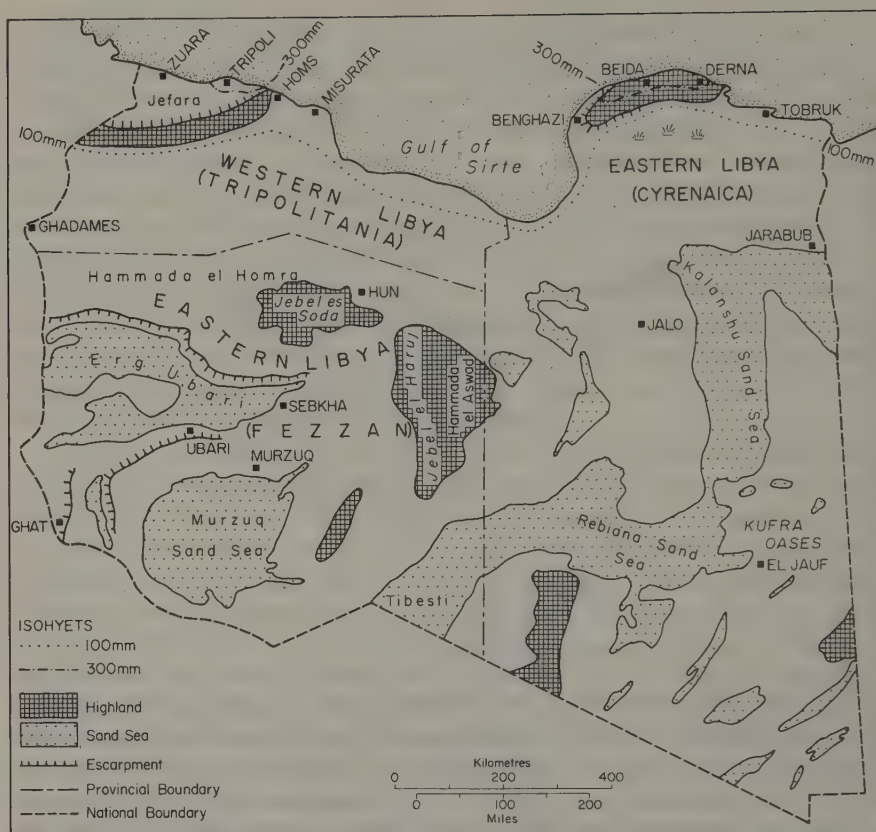 ZUARA
TRIPOLI
300mm
HOMS
MISURATA
Jefara
100mm
300mm
BEIDA
DERNA
BENGHAZI
TOBRUK
100mm
Gulf of
Sirte
WESTERN LIBYA
(TRIPOLITANIA)
EASTERN LIBYA
(CYRENAICA)
GHADAMES
JARABUB
Hammada el Homra
HUN
Jebel es
Soda
EASTERN LIBYA
(FEZZAN)
Kalanshu Sand Sea
JALO
Erg Ubari
SEBKHA
Jebel el Haruj
Hammada
el Aswad
UBARI
MURZUQ
GHAT
Murzuq
Sand Sea
Rebiana Sand
Sea
KUFRA
OASES
EL JAUF
Tibesti
ISOHYETS
100mm
300mm
Highland
Sand Sea
Escarpment
Provincial Boundary
National Boundary
Kilometres
0 200 400
0 100 200
Miles